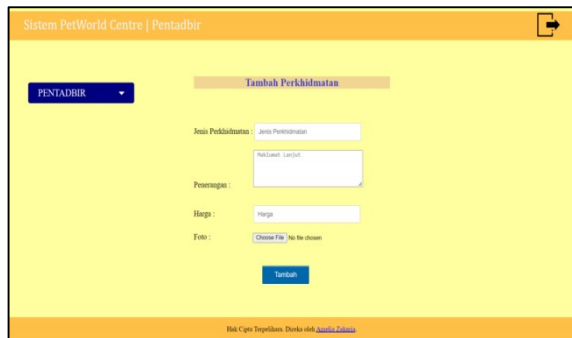 Sistem PetWorld Centre | Pentadbir
PENTADBIR
Tambah Perkhidmatan
Jenis Perkhidmatan : Jenis Perkhidmatan
Maklumat Lanjut
Penerangan :
Harga : Harga
Foto : Choose File No file chosen
Tambah
Hak Cipta Terpelihara. Direka oleh Amelia Zakaria.